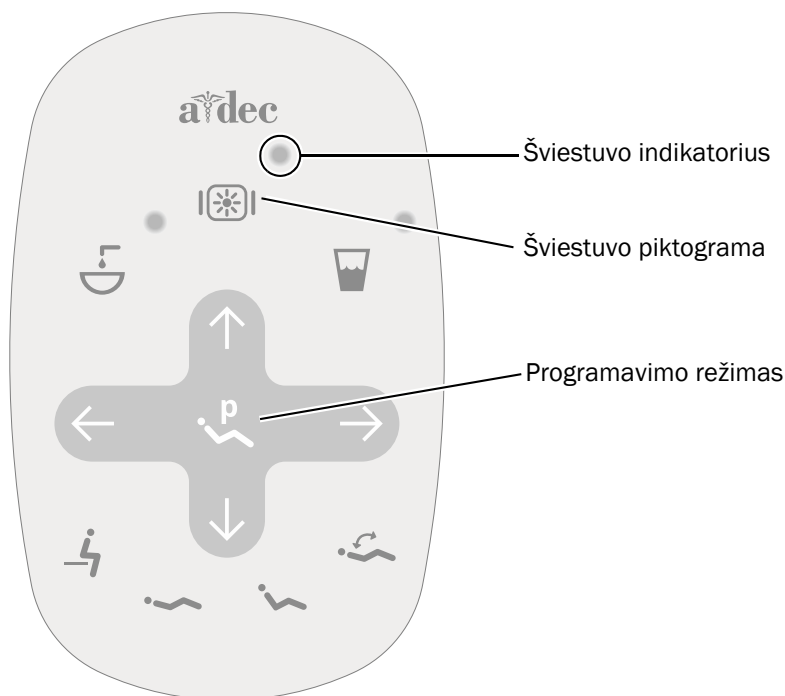 a dec
Šviestuvo indikatorius
Šviestuvo piktograma
Programavimo režimas
p